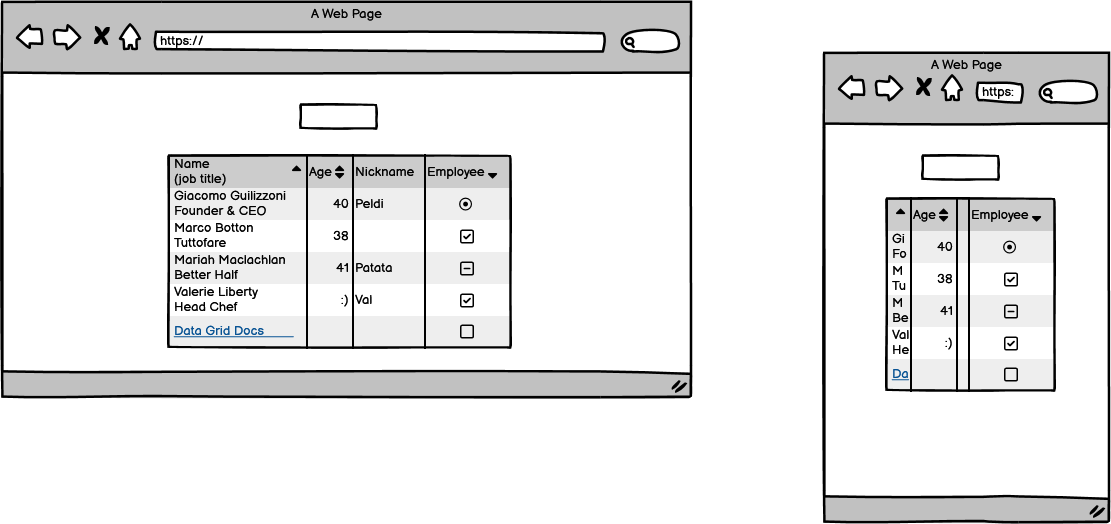 A Web Page
https://
Name
(job title)
Age
Nickname
Employee
Giacomo Guilizzoni
Founder & CEO
40
Peldi
Marco Botton
Tuttofare
38
Mariah Maclachlan
Better Half
41
Patata
Valerie Liberty
Head Chef
:)
Val
Data Grid Docs
A Web Page
https:
Age
Employee
Gi
Fo
40
M
Tu
38
M
Be
41
Val
He
:)
Da